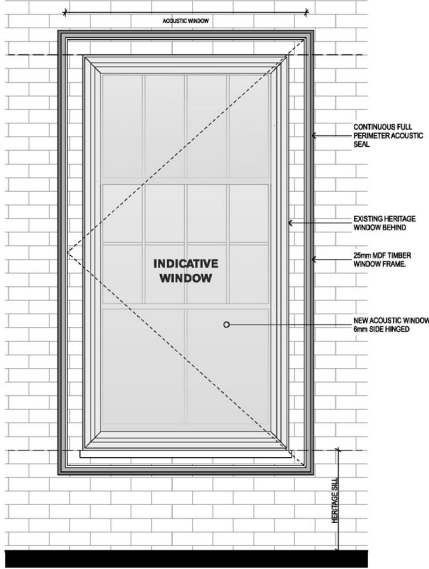 ACOUSTIC WINDOW
CONTINUOUS FULL
PERIMETER ACOUSTIC
SEAL
EXISTING HERITAGE
WINDOW BEHIND
25mm MDF TIMBER
WINDOW FRAME.
INDICATIVE
WINDOW
NEW ACOUSTIC WINDOW
6mm SIDE HINGED
HERITAGE SILL